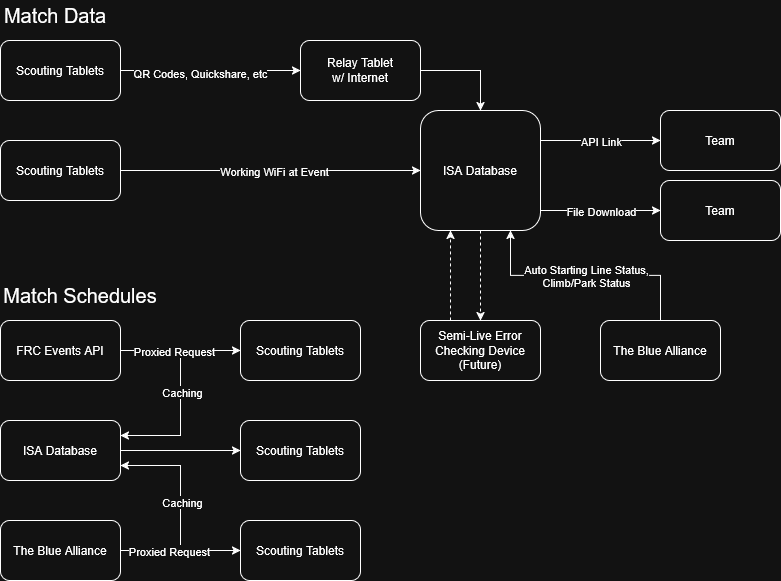 Match Data
Scouting Tablets
QR Codes, Quickshare, etc
Relay Tablet
w/ Internet
Scouting Tablets
Working WiFi at Event
ISA Database
API Link
Team
File Download
Team
Auto Starting Line Status,
Climb/Park Status
Semi-Live Error
Checking Device
(Future)
The Blue Alliance
Match Schedules
FRC Events API
Proxied Request
Scouting Tablets
Caching
ISA Database
Scouting Tablets
Caching
The Blue Alliance
Proxied Request
Scouting Tablets